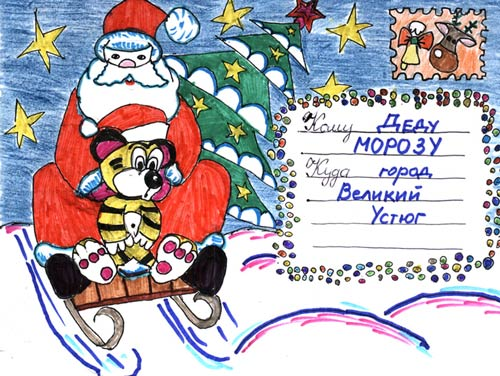 Кому Деду
МОРОЗУ
Куда город
Великий
Устюг